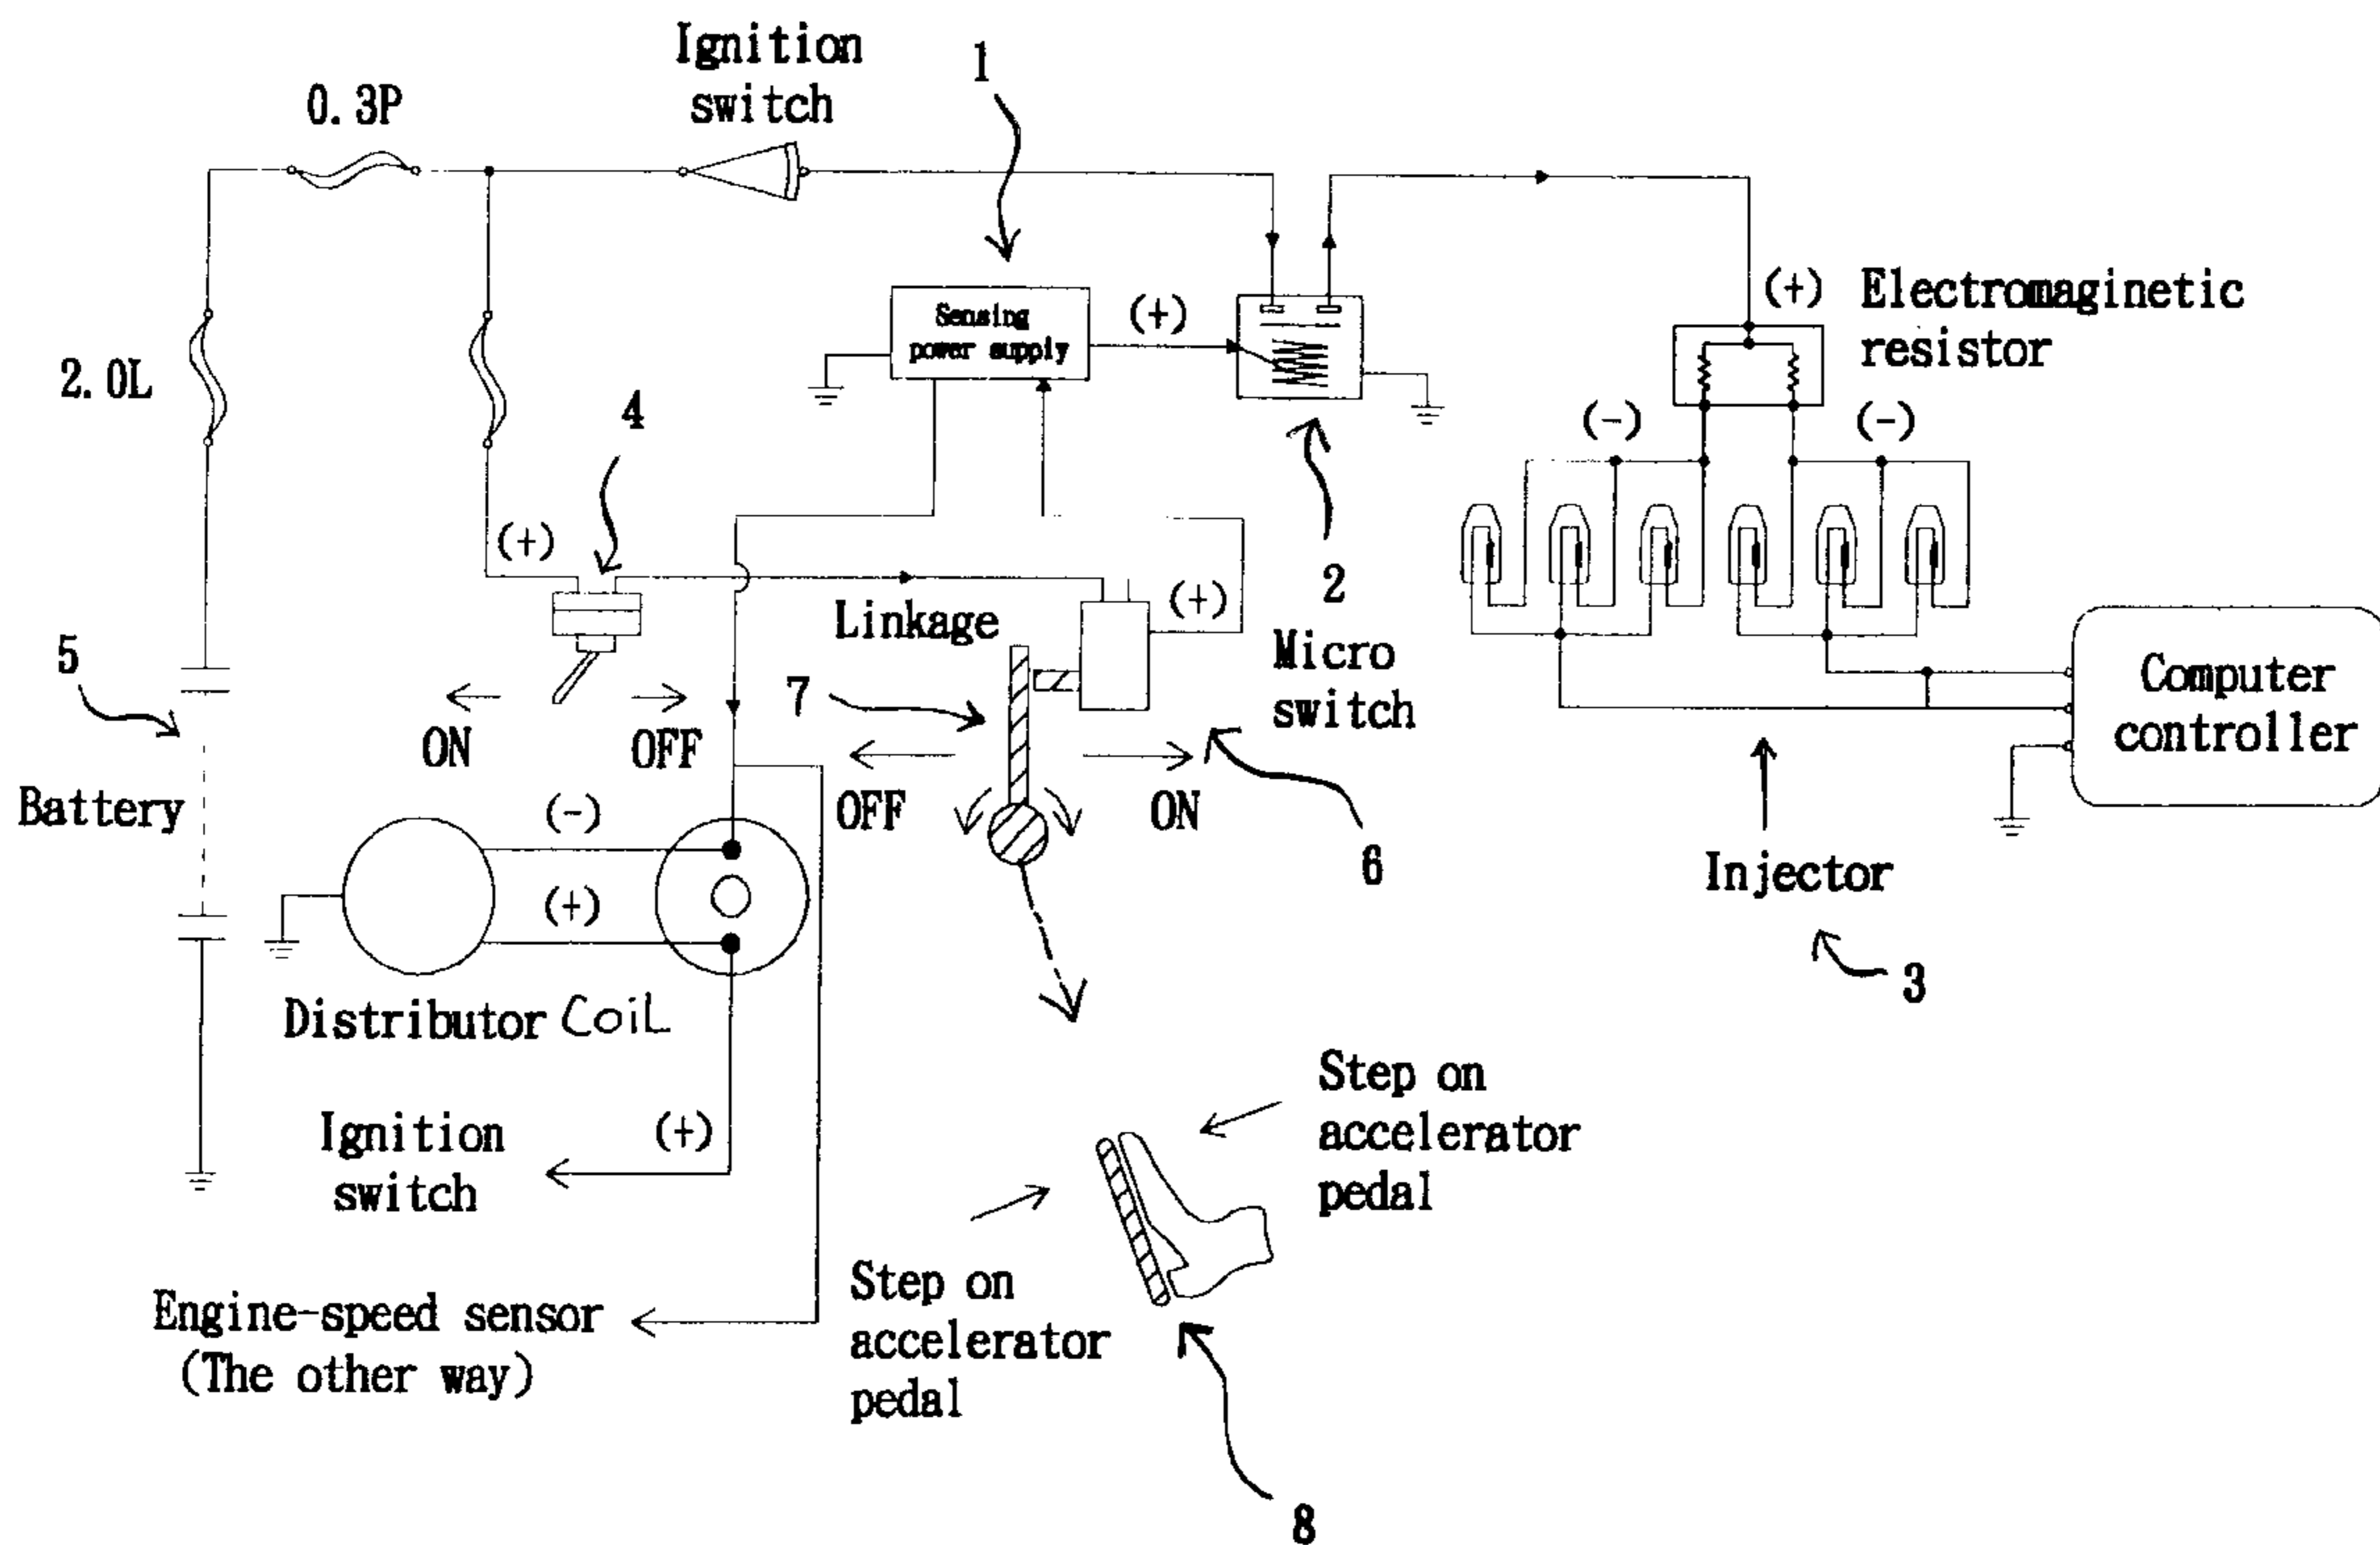 Ignition
switch
1
0.3P
(+) Electromaginetic
resistor
Sensing
power supply
(+)
2.0L
4
(-)
(-)
(+)
2
Micro
switch
(+)
Linkage
5
7
ON
OFF
OFF
ON
6
Computer
controller
Battery
(-)
(+)
Injector
3
Distributor CoiL
Ignition
switch
(+)
Step on
accelerator
pedal
Step on
accelerator
pedal
Engine-speed sensor
(The other way)
8